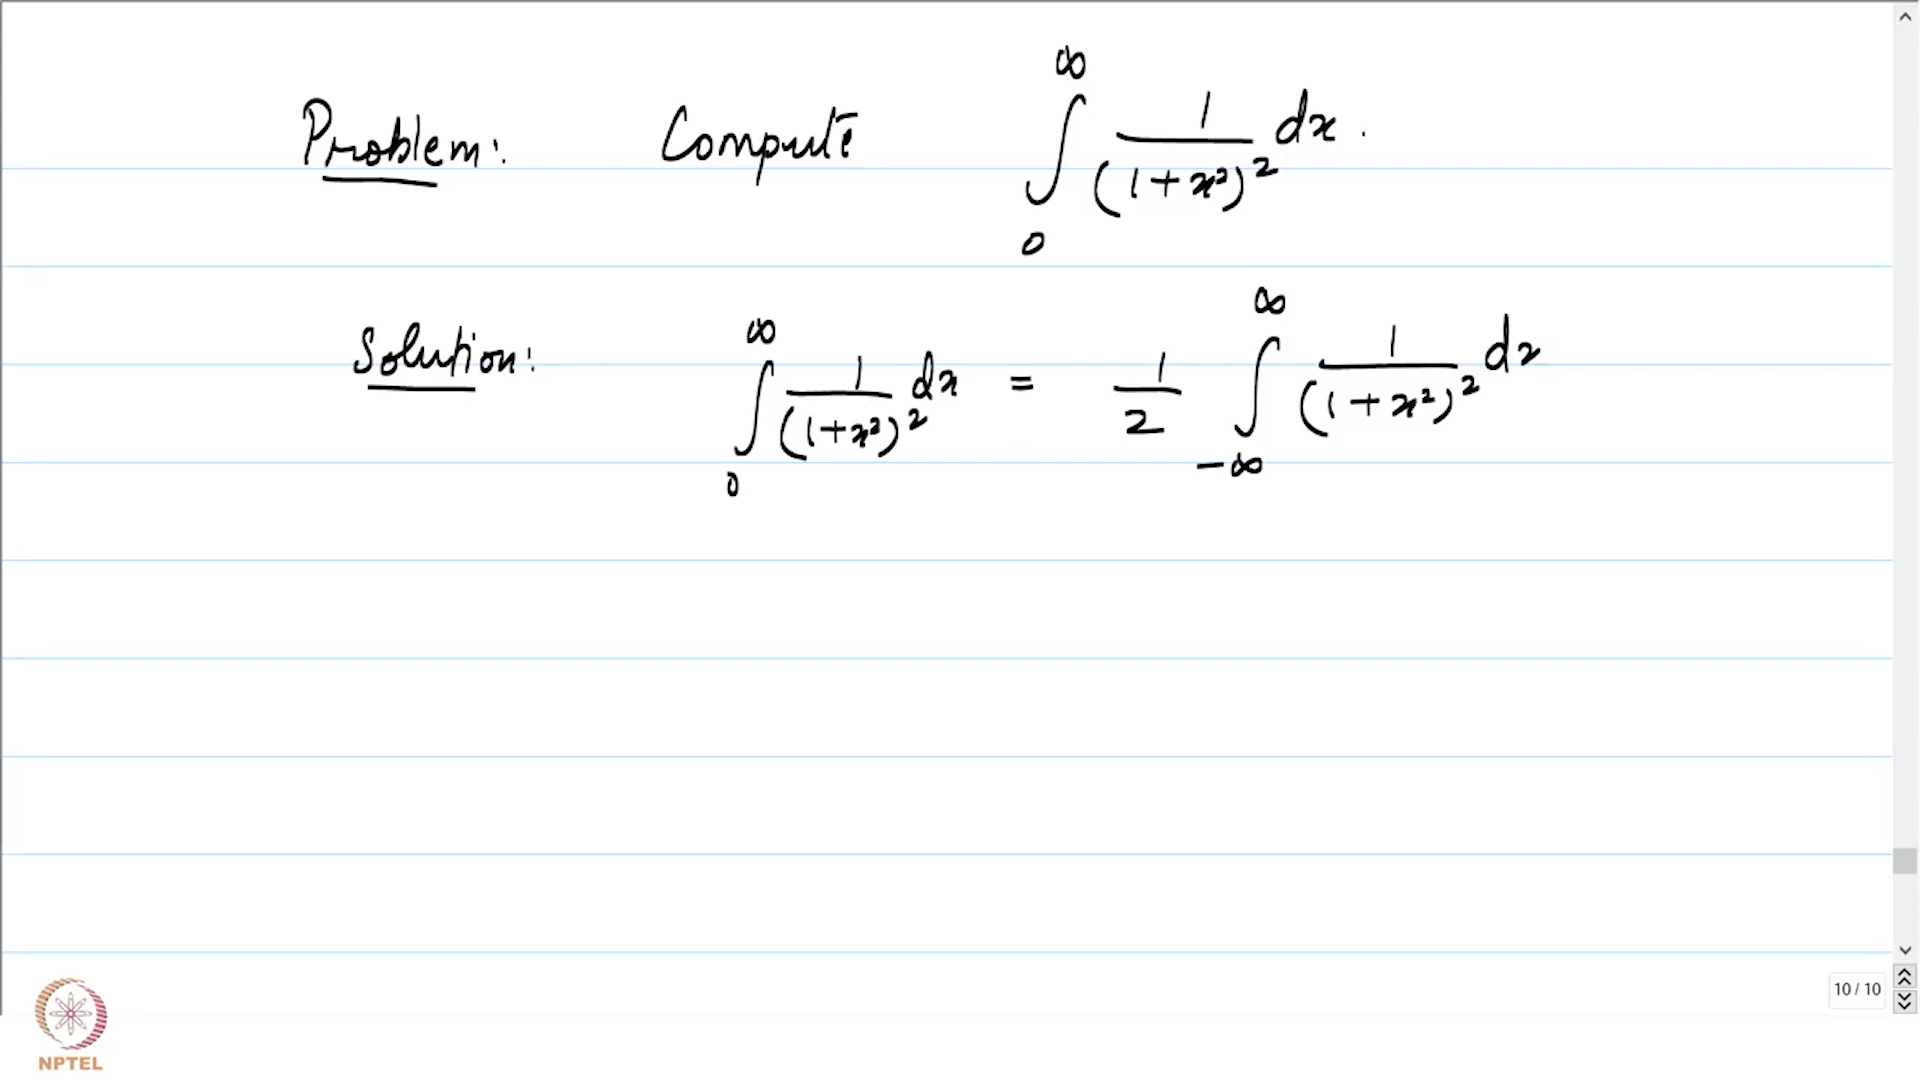 Problem: Compute ∫₀^∞ 1/(1+x²)² dx.
Solution: ∫₀^∞ 1/(1+x²)² dx = 1/2 ∫_{-∞}^∞ 1/(1+x²)² dx
10 / 10
NPTEL